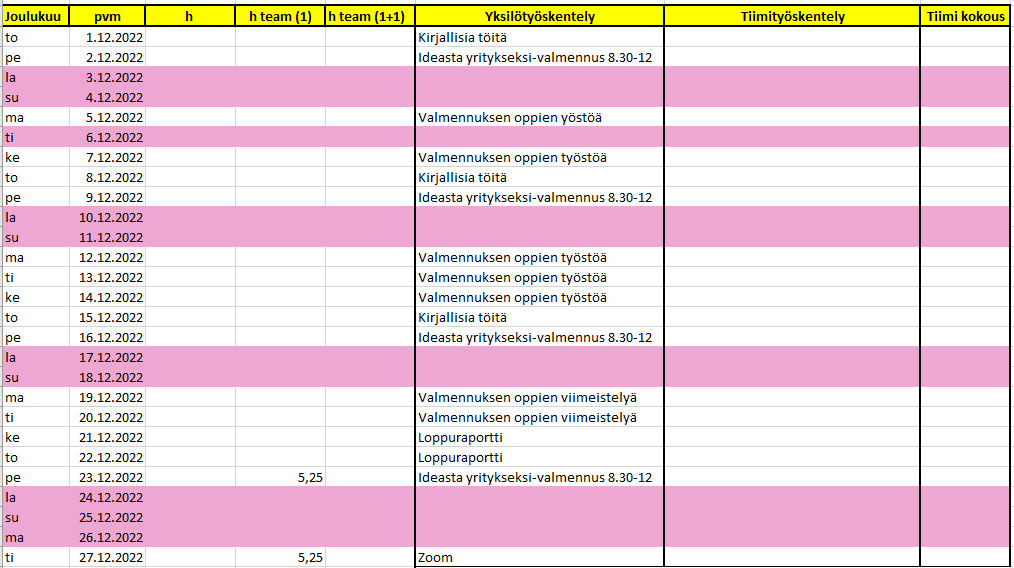 Joulukuu pvm h h team (1) h team (1+1) Yksilötyöskentely Tiimityöskentely Tiimi kokous
to 1.12.2022 Kirjallisia töitä
pe 2.12.2022 Ideasta yritykseksi-valmennus 8.30-12
la 3.12.2022
su 4.12.2022
ma 5.12.2022 Valmennuksen oppien yöstöä
ti 6.12.2022
ke 7.12.2022 Valmennuksen oppien työstöä
to 8.12.2022 Kirjallisia töitä
pe 9.12.2022 Ideasta yritykseksi-valmennus 8.30-12
la 10.12.2022
su 11.12.2022
ma 12.12.2022 Valmennuksen oppien työstöä
ti 13.12.2022 Valmennuksen oppien työstöä
ke 14.12.2022 Valmennuksen oppien työstöä
to 15.12.2022 Kirjallisia töitä
pe 16.12.2022 Ideasta yritykseksi-valmennus 8.30-12
la 17.12.2022
su 18.12.2022
ma 19.12.2022 Valmennuksen oppien viimeistelyä
ti 20.12.2022 Valmennuksen oppien viimeistelyä
ke 21.12.2022 Loppuraportti
to 22.12.2022 Loppuraportti
pe 23.12.2022 5,25 Ideasta yritykseksi-valmennus 8.30-12
la 24.12.2022
su 25.12.2022
ma 26.12.2022
ti 27.12.2022 5,25 Zoom